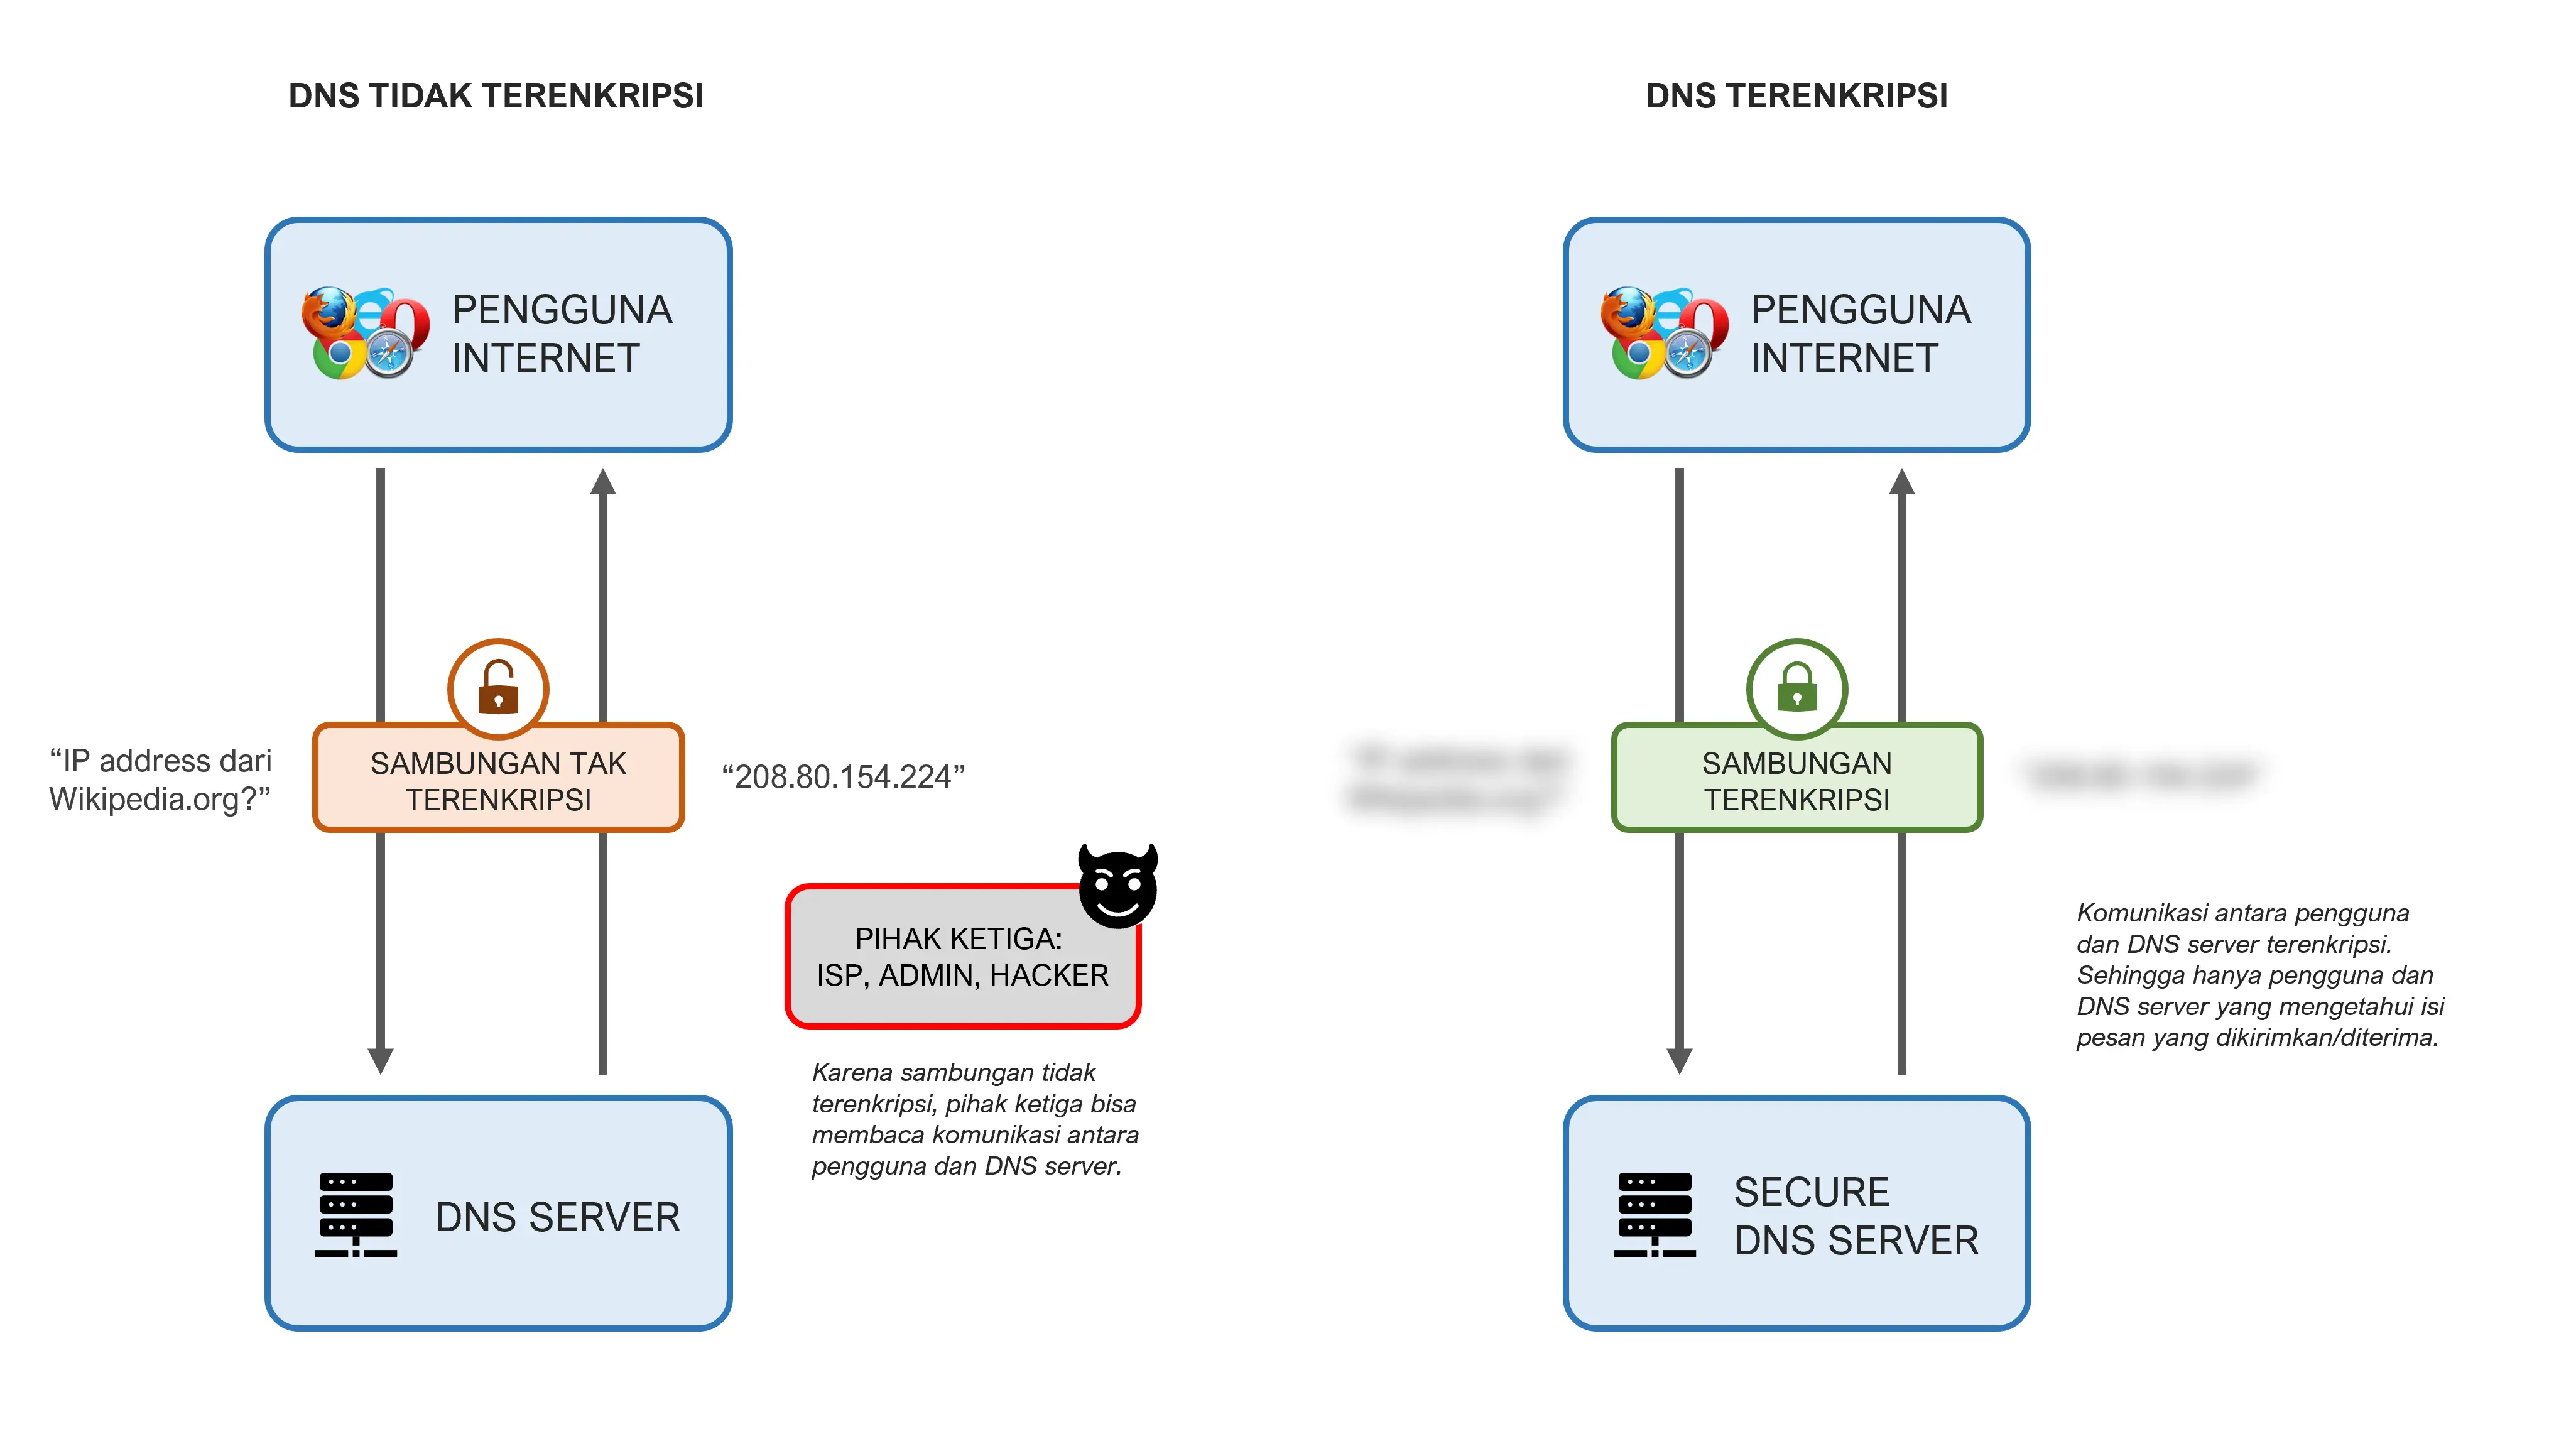 DNS TIDAK TERENKRIPSI
PENGGUNA
INTERNET
“IP address dari
Wikipedia.org?”
SAMBUNGAN TAK
TERENKRIPSI
“208.80.154.224”
PIHAK KETIGA:
ISP, ADMIN, HACKER
Karena sambungan tidak
terenkripsi, pihak ketiga bisa
membaca komunikasi antara
pengguna dan DNS server.
DNS SERVER
DNS TERENKRIPSI
PENGGUNA
INTERNET
SAMBUNGAN
TERENKRIPSI
Komunikasi antara pengguna
dan DNS server terenkripsi.
Sehingga hanya pengguna dan
DNS server yang mengetahui isi
pesan yang dikirimkan/diterima.
SECURE
DNS SERVER